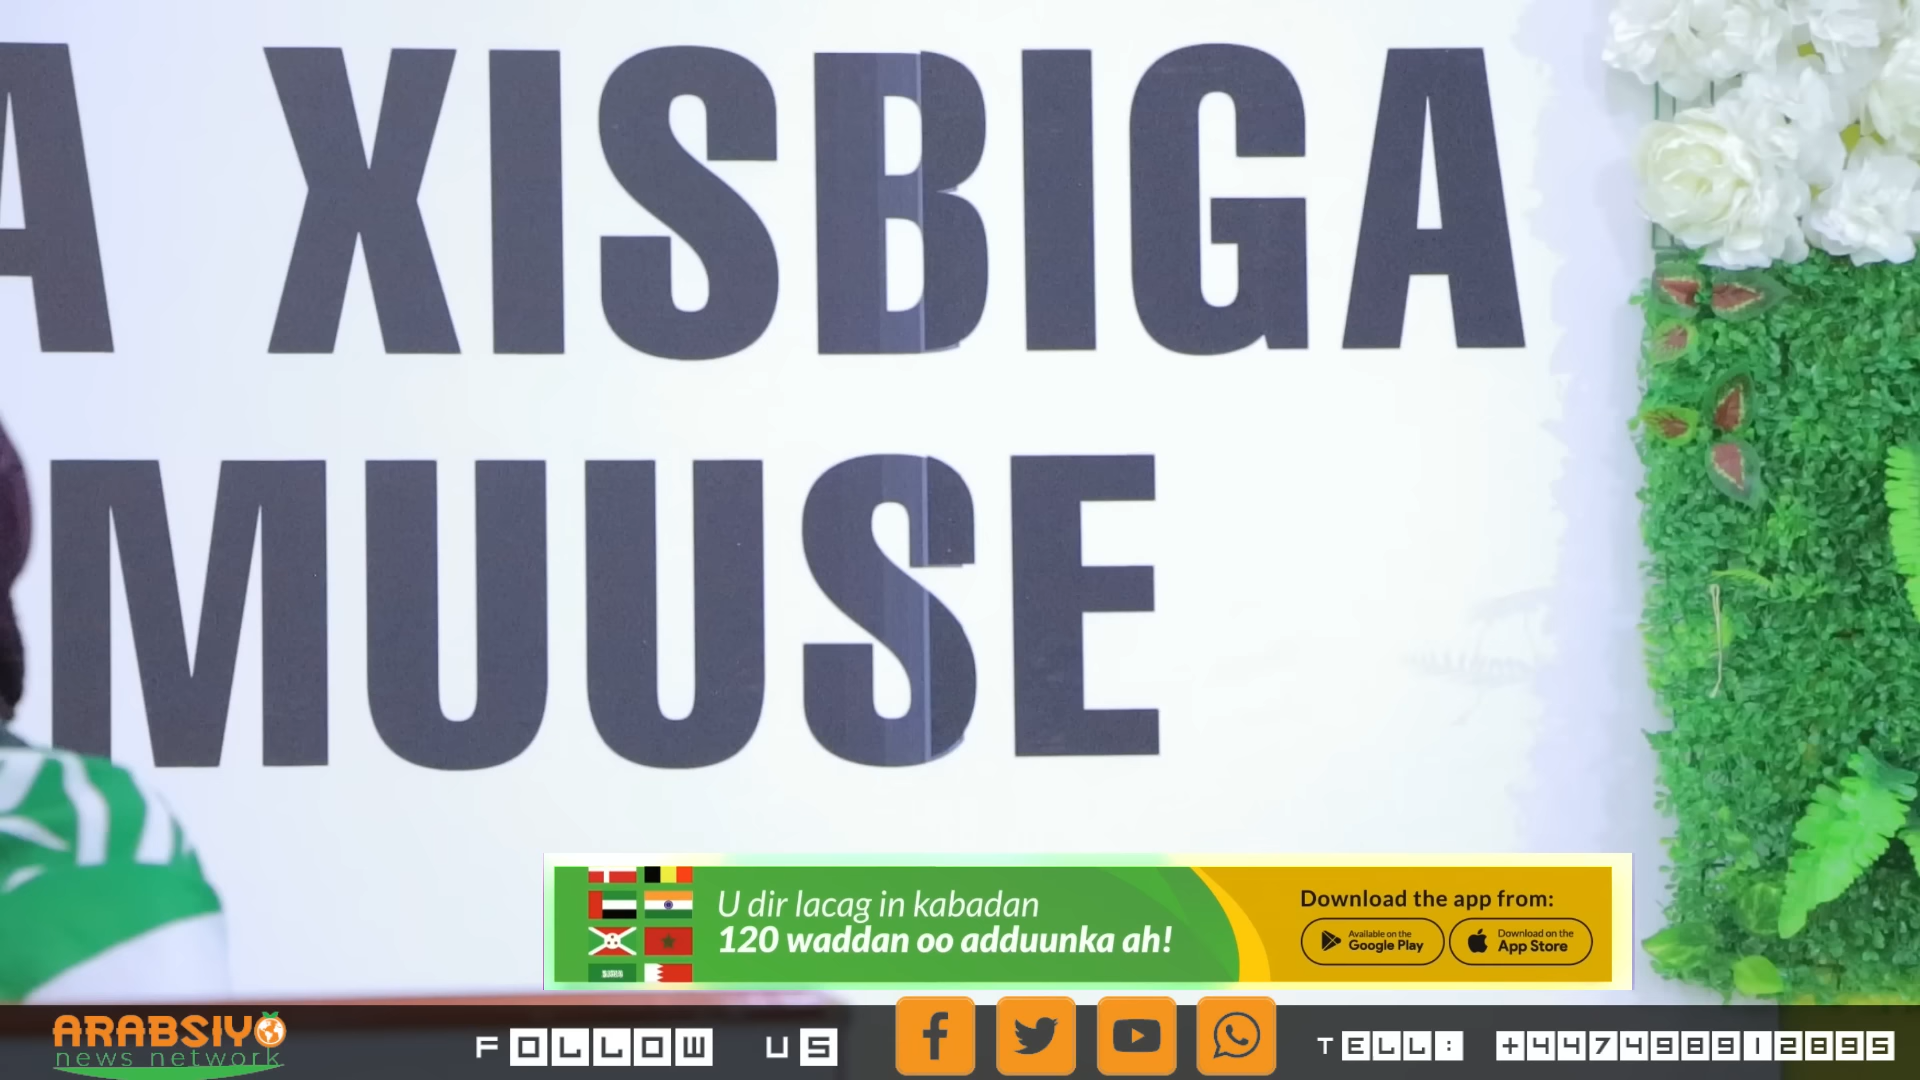 A XISBIGA
MUUSE
U dir lacag in kabadan
120 waddan oo adduunka ah!
Download the app from:
Available on the
Google Play
Download on the
App Store
ARABSIYO
news network
FOLLOW US
TELL: +447498912895